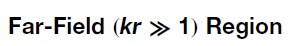 Far-Field (kr ≫ 1) Region